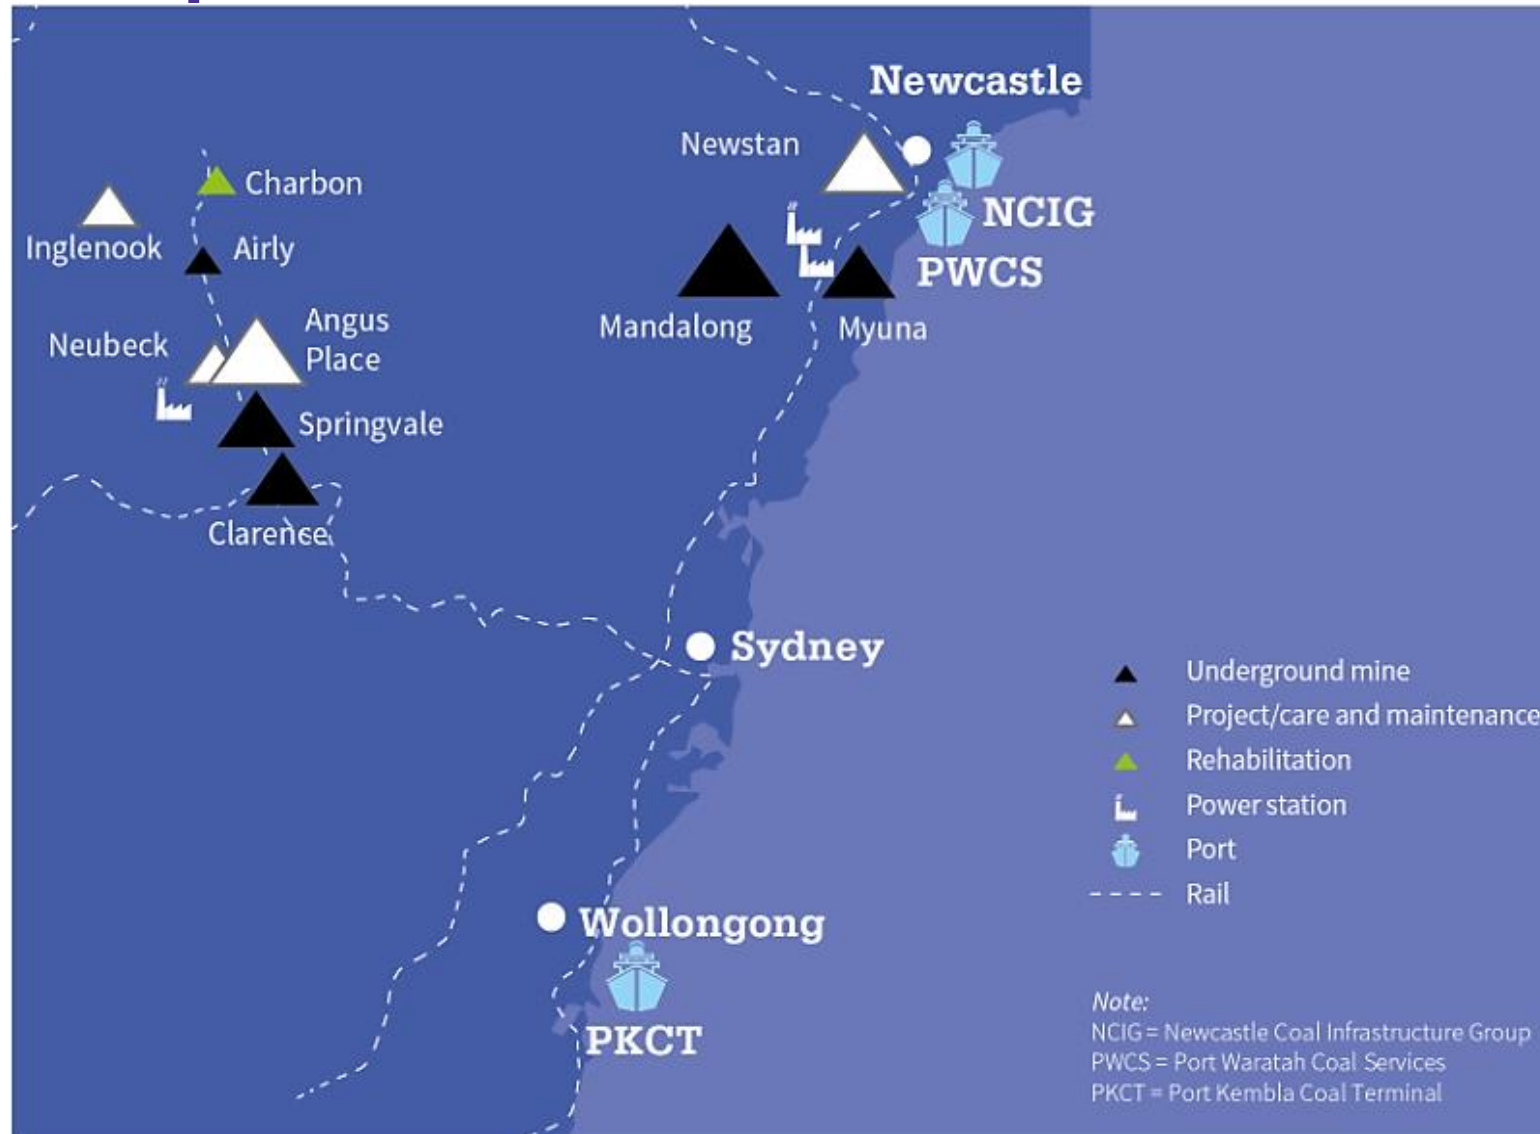 Newcastle
Newstan
Charbon
NCIG
Inglenook
Airly
PWCS
Mandalong
Myuna
Neubeck
Angus
Place
Springvale
Clarence
Sydney
Underground mine
Project/care and maintenance
Rehabilitation
Power station
Port
Rail
Wollongong
PKCT
Note:
NCIG = Newcastle Coal Infrastructure Group
PWCS = Port Waratah Coal Services
PKCT = Port Kembla Coal Terminal